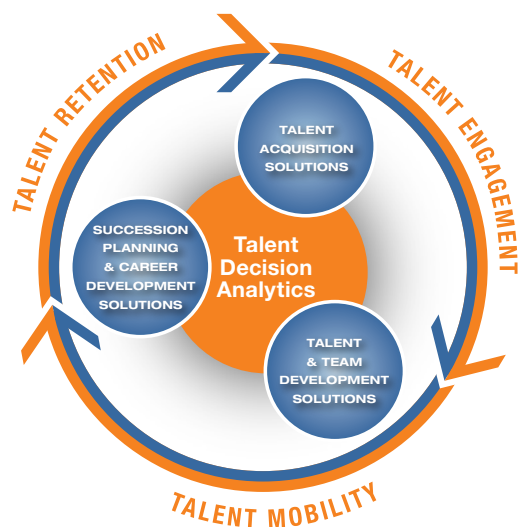 TALENT RETENTION
TALENT ENGAGEMENT
TALENT
ACQUISITION
SOLUTIONS
SUCCESSION
PLANNING
& CAREER
DEVELOPMENT
SOLUTIONS
Talent
Decision
Analytics
TALENT
& TEAM
DEVELOPMENT
SOLUTIONS
TALENT MOBILITY